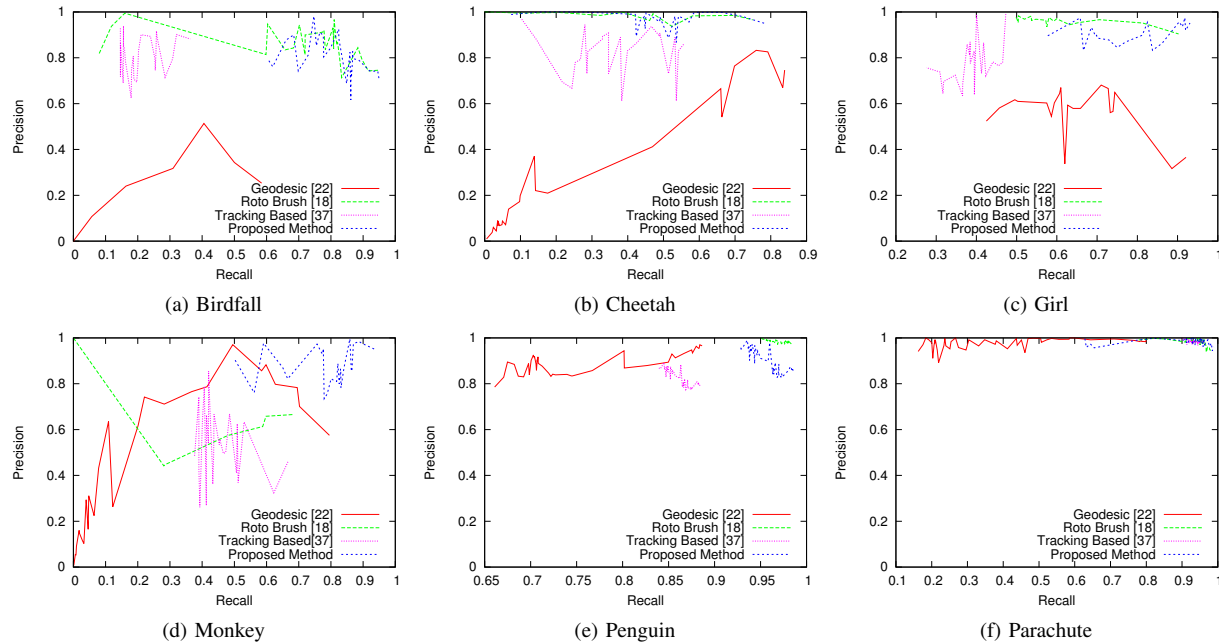 1
0.8
0.6
0.4
0.2
0
Precision
0 0.1 0.2 0.3 0.4 0.5 0.6 0.7 0.8 0.9 1
Recall
Geodesic [22]
Roto Brush [18]
Tracking Based [37]
Proposed Method
(a) Birdfall
1
0.8
0.6
0.4
0.2
0
Precision
0 0.1 0.2 0.3 0.4 0.5 0.6 0.7 0.8 0.9
Recall
Geodesic [22]
Roto Brush [18]
Tracking Based [37]
Proposed Method
(b) Cheetah
1
0.8
0.6
0.4
0.2
0
Precision
0.2 0.3 0.4 0.5 0.6 0.7 0.8 0.9 1
Recall
Geodesic [22]
Roto Brush [18]
Tracking Based [37]
Proposed Method
(c) Girl
1
0.8
0.6
0.4
0.2
0
Precision
0 0.1 0.2 0.3 0.4 0.5 0.6 0.7 0.8 0.9 1
Recall
Geodesic [22]
Roto Brush [18]
Tracking Based[37]
Proposed Method
(d) Monkey
1
0.8
0.6
0.4
0.2
0
Precision
0.65 0.7 0.75 0.8 0.85 0.9 0.95 1
Recall
Geodesic [22]
Roto Brush [18]
Tracking Based [37]
Proposed Method
(e) Penguin
1
0.8
0.6
0.4
0.2
0
Precision
0.1 0.2 0.3 0.4 0.5 0.6 0.7 0.8 0.9 1
Recall
Geodesic [22]
Roto Brush [18]
Tracking Based [37]
Proposed Method
(f) Parachute